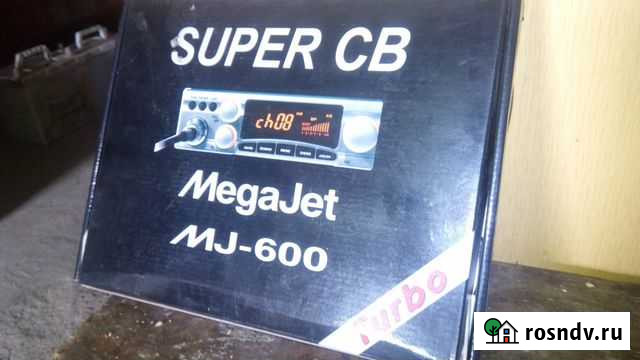 SUPER CB
ch08
MegaJet
MJ-600
Turbo
rosndv.ru